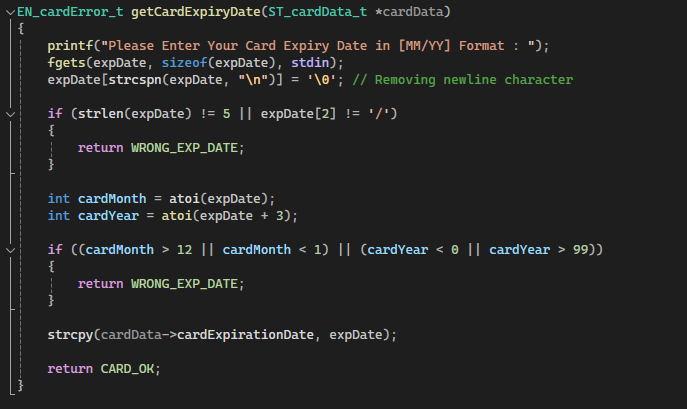 EN_cardError_t getCardExpiryDate(ST_cardData_t *cardData)
{
    printf("Please Enter Your Card Expiry Date in [MM/YY] Format : ");
    fgets(expDate, sizeof(expDate), stdin);
    expDate[strcspn(expDate, "\n")] = '\0'; // Removing newline character

    if (strlen(expDate) != 5 || expDate[2] != '/')
    {
        return WRONG_EXP_DATE;
    }

    int cardMonth = atoi(expDate);
    int cardYear = atoi(expDate + 3);

    if ((cardMonth > 12 || cardMonth < 1) || (cardYear < 0 || cardYear > 99))
    {
        return WRONG_EXP_DATE;
    }

    strcpy(cardData->cardExpirationDate, expDate);

    return CARD_OK;
}